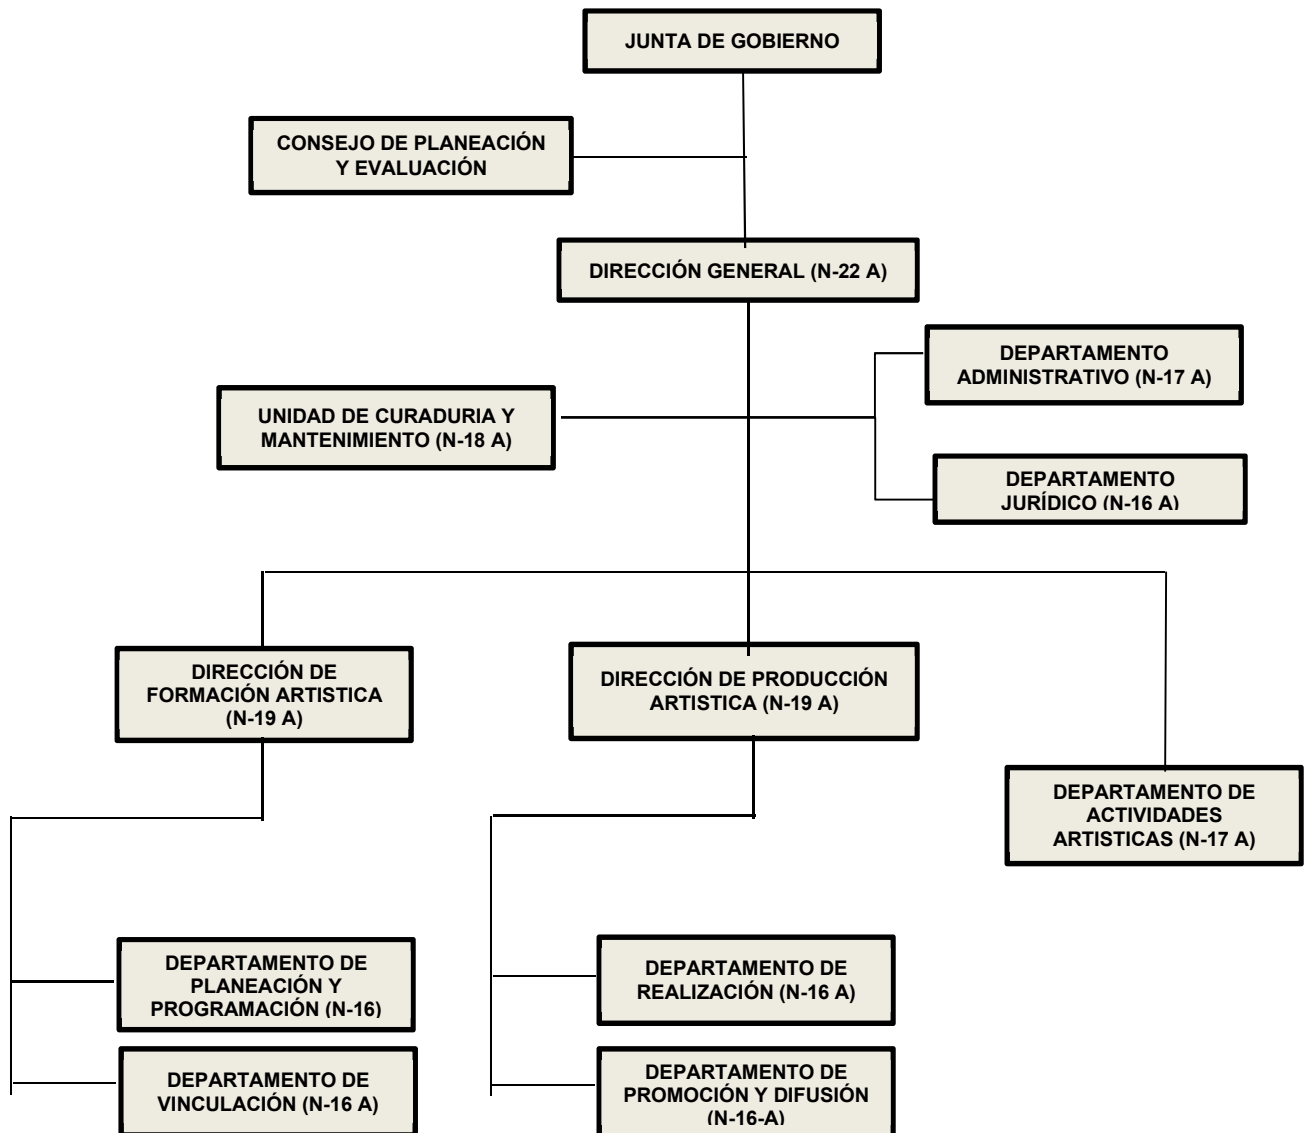 JUNTA DE GOBIERNO
CONSEJO DE PLANEACIÓN
Y EVALUACIÓN
DIRECCIÓN GENERAL (N-22 A)
DEPARTAMENTO
ADMINISTRATIVO (N-17 A)
UNIDAD DE CURADURIA Y
MANTENIMIENTO (N-18 A)
DEPARTAMENTO
JURÍDICO (N-16 A)
DIRECCIÓN DE
FORMACIÓN ARTISTICA
(N-19 A)
DIRECCIÓN DE PRODUCCIÓN
ARTISTICA (N-19 A)
DEPARTAMENTO DE
ACTIVIDADES
ARTISTICAS (N-17 A)
DEPARTAMENTO DE
PLANEACIÓN Y
PROGRAMACIÓN (N-16)
DEPARTAMENTO DE
REALIZACIÓN (N-16 A)
DEPARTAMENTO DE
VINCULACIÓN (N-16 A)
DEPARTAMENTO DE
PROMOCIÓN Y DIFUSIÓN
(N-16-A)